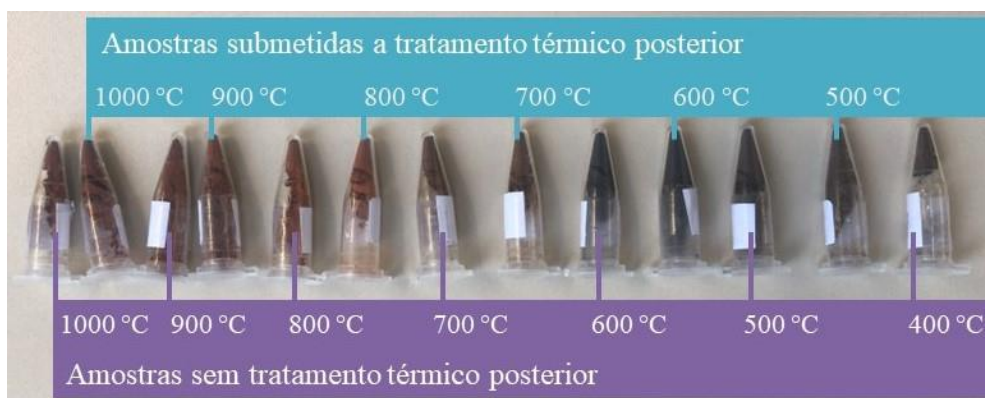 Amostras submetidas a tratamento térmico posterior
1000 °C 900 °C 800 °C 700 °C 600 °C 500 °C
1000 °C 900 °C 800 °C 700 °C 600 °C 500 °C 400 °C
Amostras sem tratamento térmico posterior